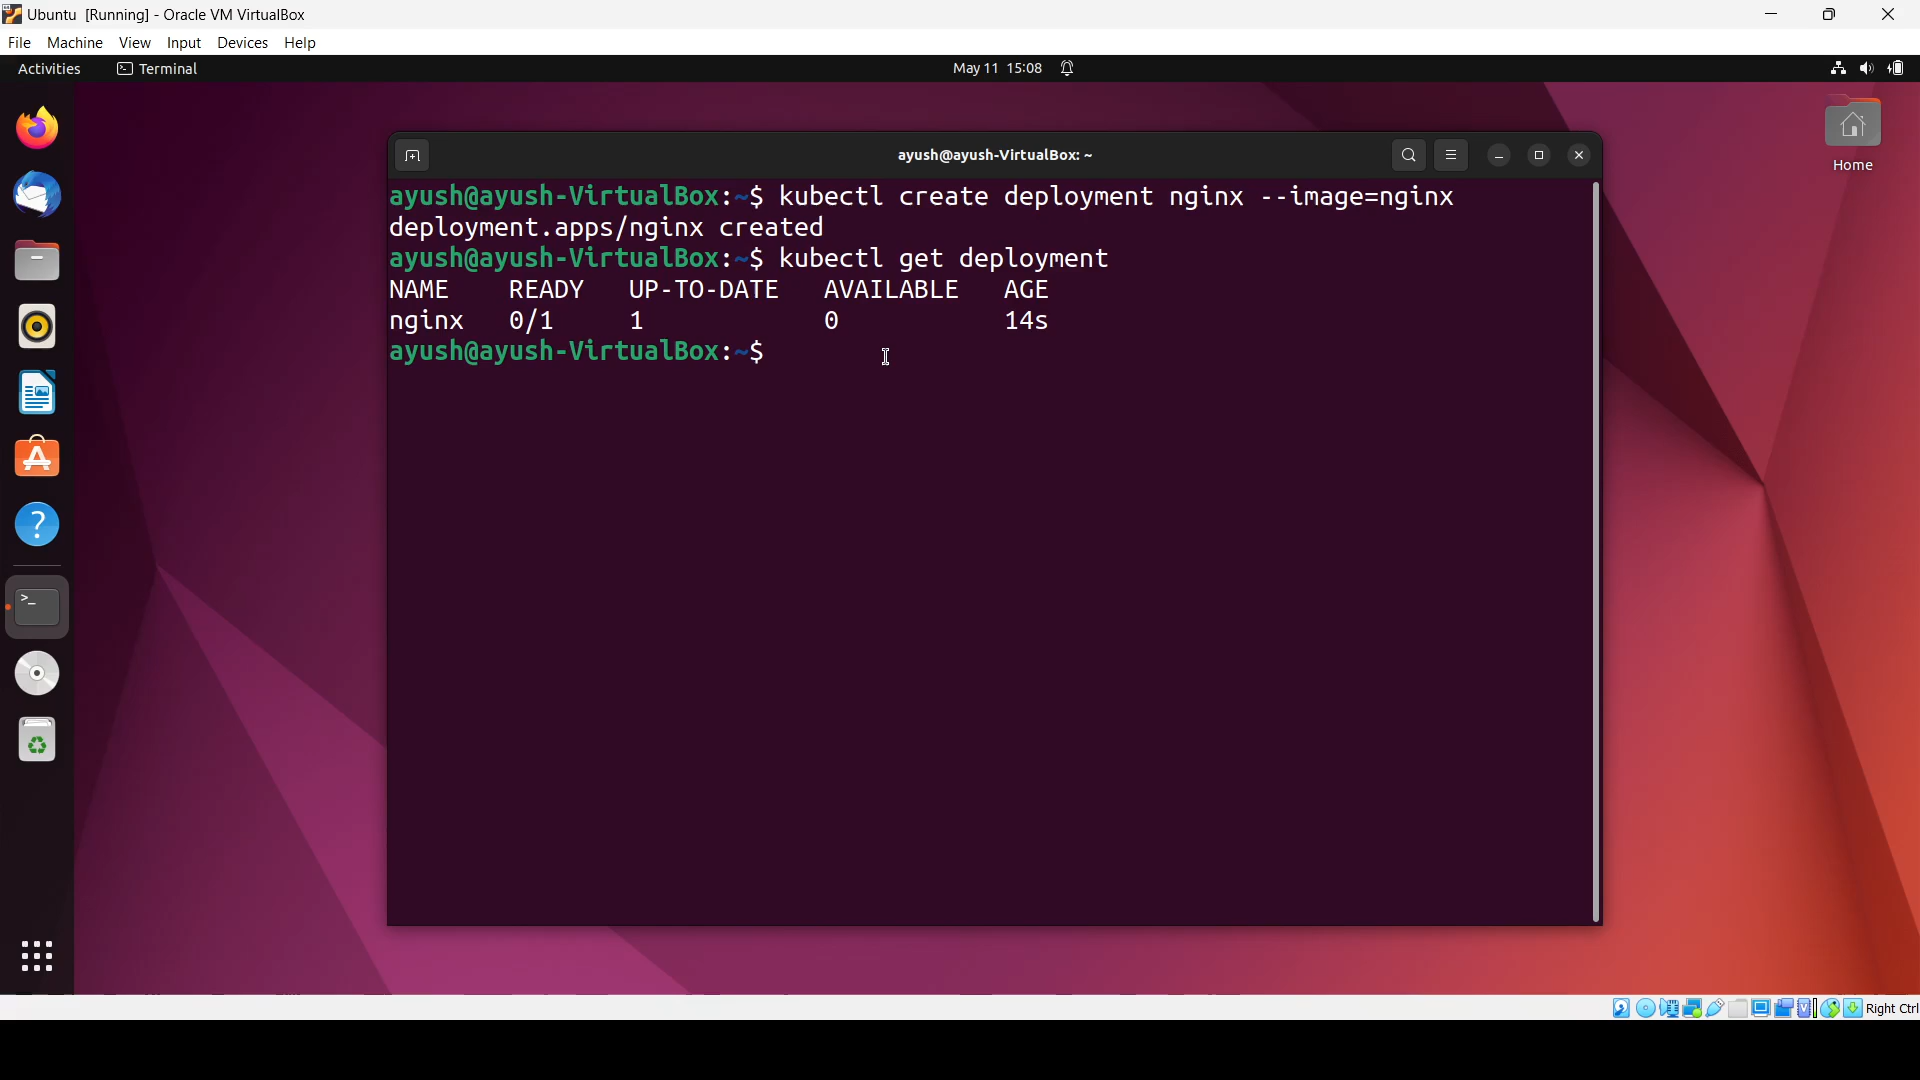 Ubuntu [Running] - Oracle VM VirtualBox
File Machine View Input Devices Help
Activities Terminal May 11 15:08
Home
ayush@ayush-VirtualBox: ~
ayush@ayush-VirtualBox:~$ kubectl create deployment nginx --image=nginx
deployment.apps/nginx created
ayush@ayush-VirtualBox:~$ kubectl get deployment
NAME READY UP-TO-DATE AVAILABLE AGE
nginx 0/1 1 0 14s
ayush@ayush-VirtualBox:~$
Right Ctrl